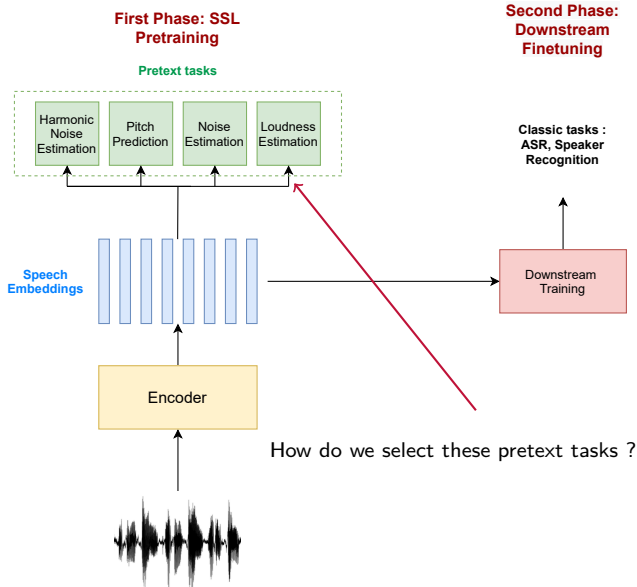 First Phase: SSL
Pretraining
Second Phase:
Downstream
Finetuning
Pretext tasks
Harmonic
Noise
Estimation
Pitch
Prediction
Noise
Estimation
Loudness
Estimation
Classic tasks :
ASR, Speaker
Recognition
Speech
Embeddings
Downstream
Training
Encoder
How do we select these pretext tasks ?